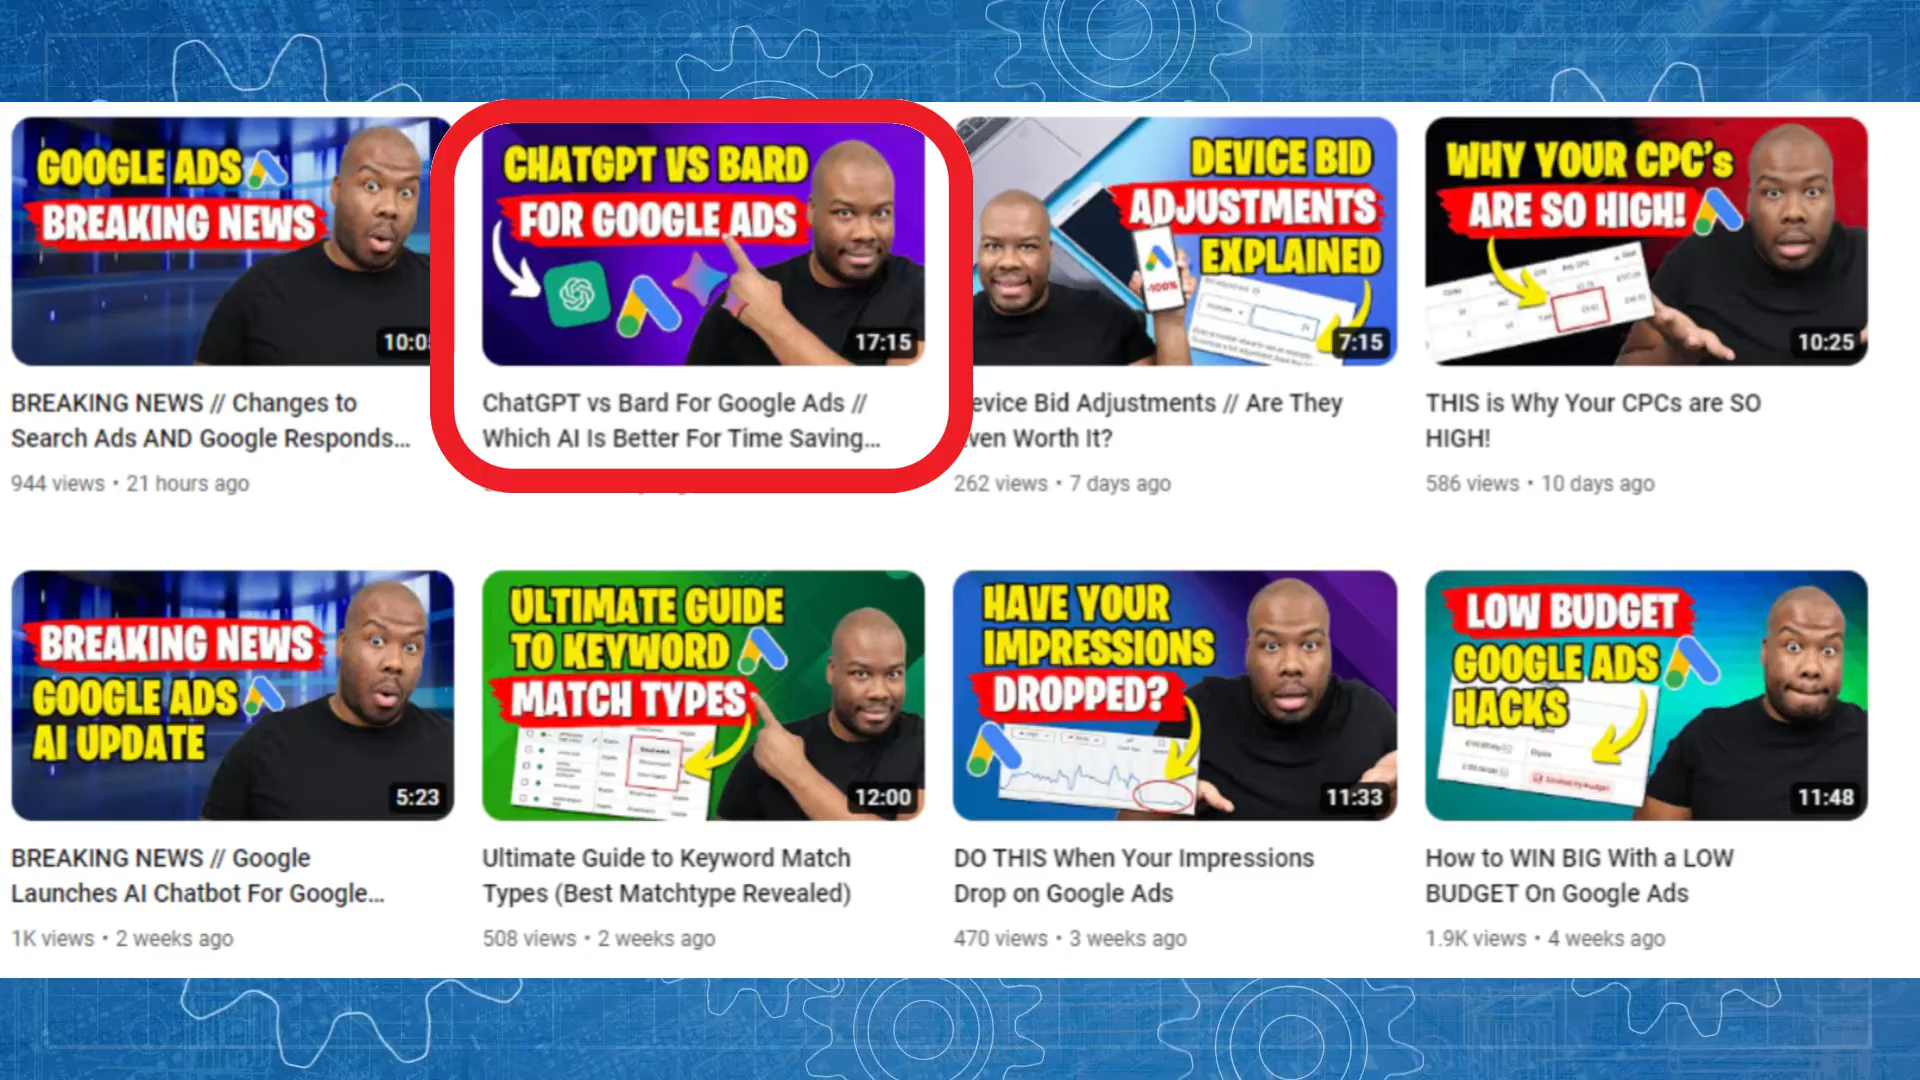 GOOGLE ADS
BREAKING NEWS
10:0
BREAKING NEWS // Changes to
Search Ads AND Google Responds...
944 views • 21 hours ago
CHATGPT VS BARD
FOR GOOGLE ADS
17:15
ChatGPT vs Bard For Google Ads //
Which AI Is Better For Time Saving...
DEVICE BID
ADJUSTMENTS
EXPLAINED
-100%
7:15
evice Bid Adjustments // Are They
ven Worth It?
262 views • 7 days ago
WHY YOUR CPC's
ARE SO HIGH!
10:25
THIS is Why Your CPCs are SO
HIGH!
586 views • 10 days ago
BREAKING NEWS
GOOGLE ADS
AI UPDATE
5:23
BREAKING NEWS // Google
Launches AI Chatbot For Google...
1K views • 2 weeks ago
ULTIMATE GUIDE
TO KEYWORD
MATCH TYPES
12:00
Ultimate Guide to Keyword Match
Types (Best Matchtype Revealed)
508 views • 2 weeks ago
HAVE YOUR
IMPRESSIONS
DROPPED?
11:33
DO THIS When Your Impressions
Drop on Google Ads
470 views • 3 weeks ago
LOW BUDGET
GOOGLE ADS
HACKS
Limited by budget
11:48
How to WIN BIG With a LOW
BUDGET On Google Ads
1.9K views • 4 weeks ago